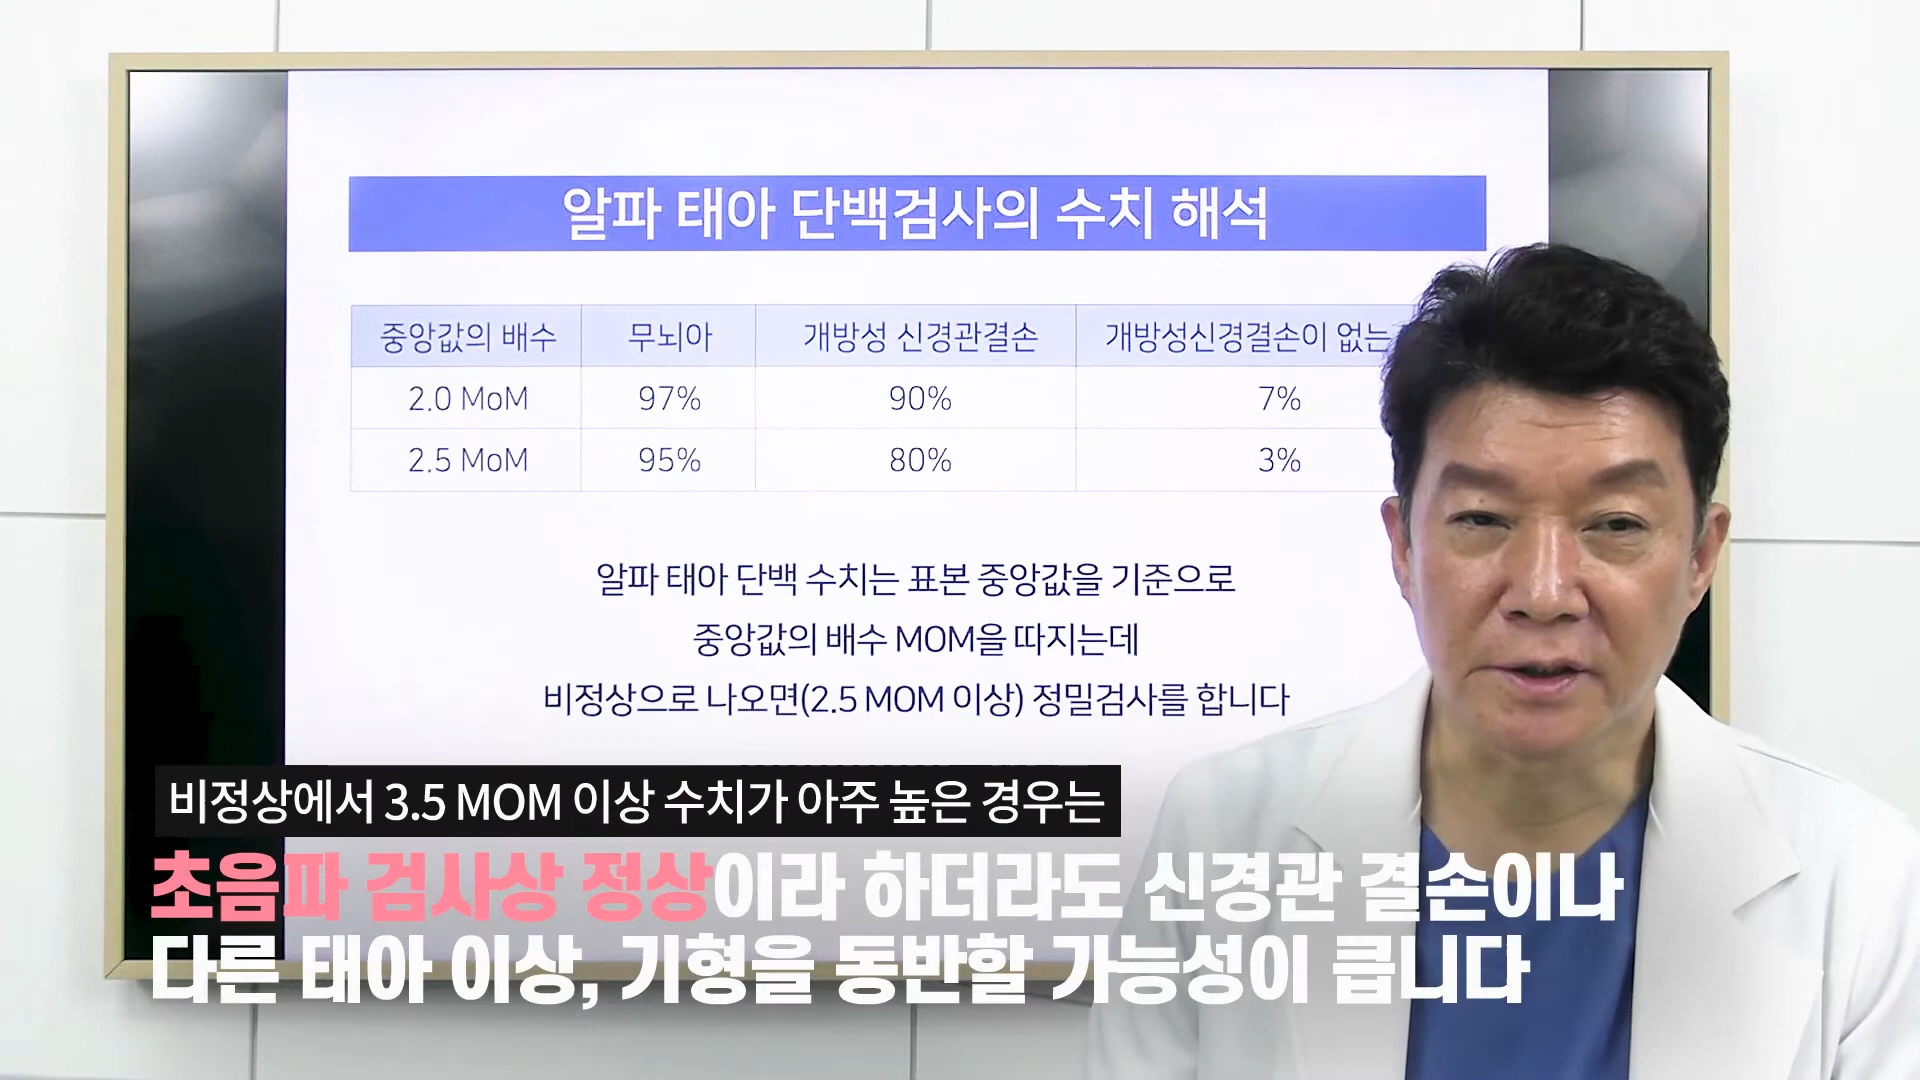 알파 태아 단백검사의 수치 해석
중앙값의 배수 무뇌아 개방성 신경관결손 개방성신경결손이 없는
2.0 MoM 97% 90% 7%
2.5 MoM 95% 80% 3%
알파 태아 단백 수치는 표본 중앙값을 기준으로
중앙값의 배수 MOM을 따지는데
비정상으로 나오면(2.5 MOM 이상) 정밀검사를 합니다
비정상에서 3.5 MOM 이상 수치가 아주 높은 경우는
초음파 검사상 정상이라 하더라도 신경관 결손이나
다른 태아 이상, 기형을 동반할 가능성이 큽니다